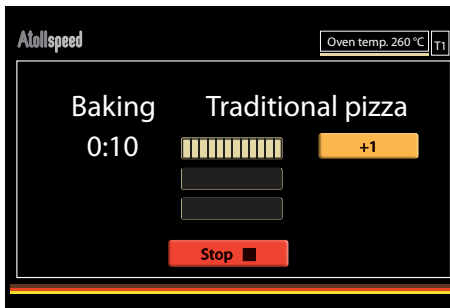 Atollspeed
Oven temp. 260 °C T1
Baking Traditional pizza
0:10 +1
Stop